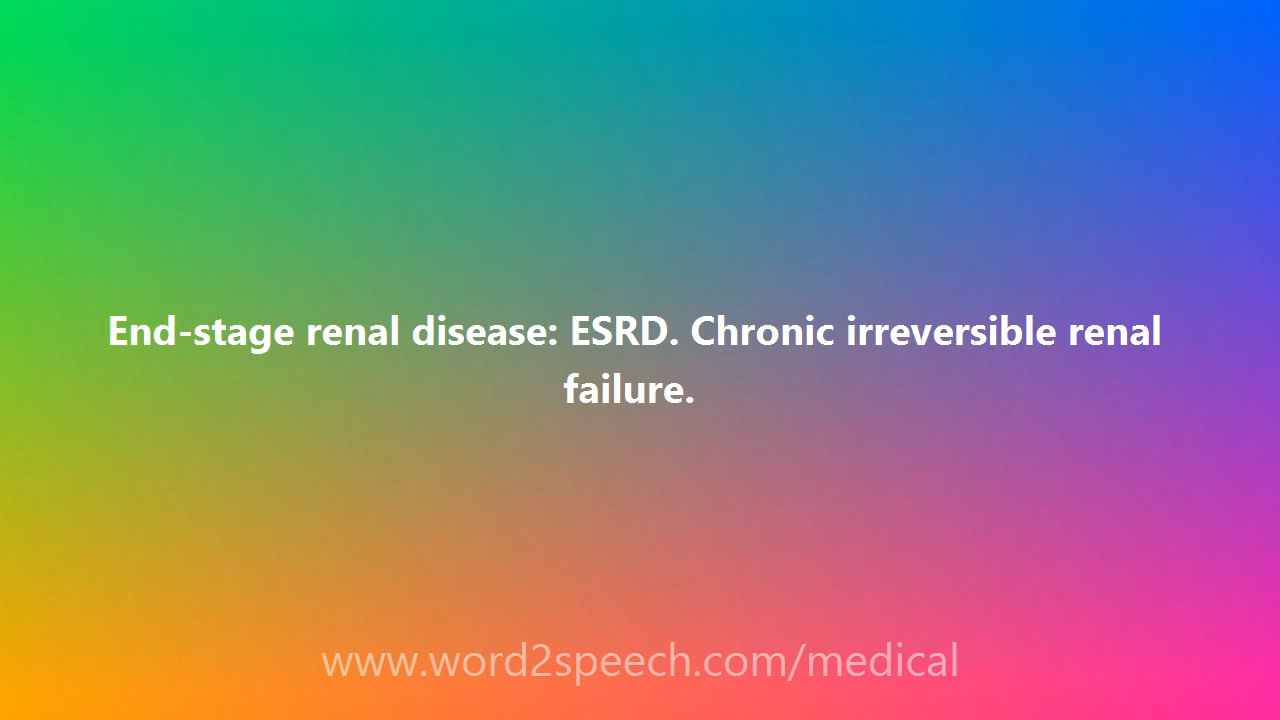 End-stage renal disease: ESRD. Chronic irreversible renal
failure.
www.word2speech.com/medical